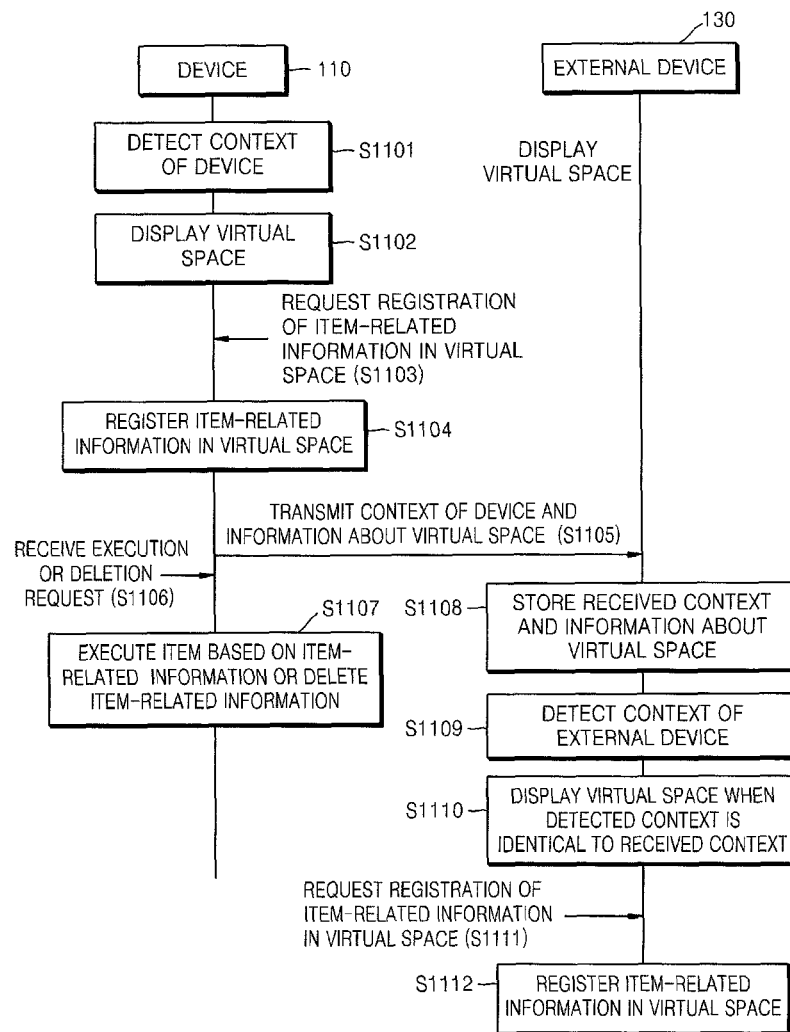 130
DEVICE
110
EXTERNAL DEVICE
DETECT CONTEXT
OF DEVICE
S1101
DISPLAY
VIRTUAL SPACE
DISPLAY VIRTUAL
SPACE
S1102
REQUEST REGISTRATION
OF ITEM-RELATED
INFORMATION IN VIRTUAL
SPACE (S1103)
REGISTER ITEM-RELATED
INFORMATION IN VIRTUAL SPACE
S1104
TRANSMIT CONTEXT OF DEVICE AND
INFORMATION ABOUT VIRTUAL SPACE (S1105)
RECEIVE EXECUTION
OR DELETION
REQUEST (S1106)
S1107
EXECUTE ITEM BASED ON ITEM-
RELATED INFORMATION OR DELETE
ITEM-RELATED INFORMATION
S1108
STORE RECEIVED CONTEXT
AND INFORMATION ABOUT
VIRTUAL SPACE
S1109
DETECT CONTEXT OF
EXTERNAL DEVICE
S1110
DISPLAY VIRTUAL SPACE WHEN
DETECTED CONTEXT IS
IDENTICAL TO RECEIVED CONTEXT
REQUEST REGISTRATION OF
ITEM-RELATED INFORMATION
IN VIRTUAL SPACE (S1111)
S1112
REGISTER ITEM-RELATED
INFORMATION IN VIRTUAL SPACE